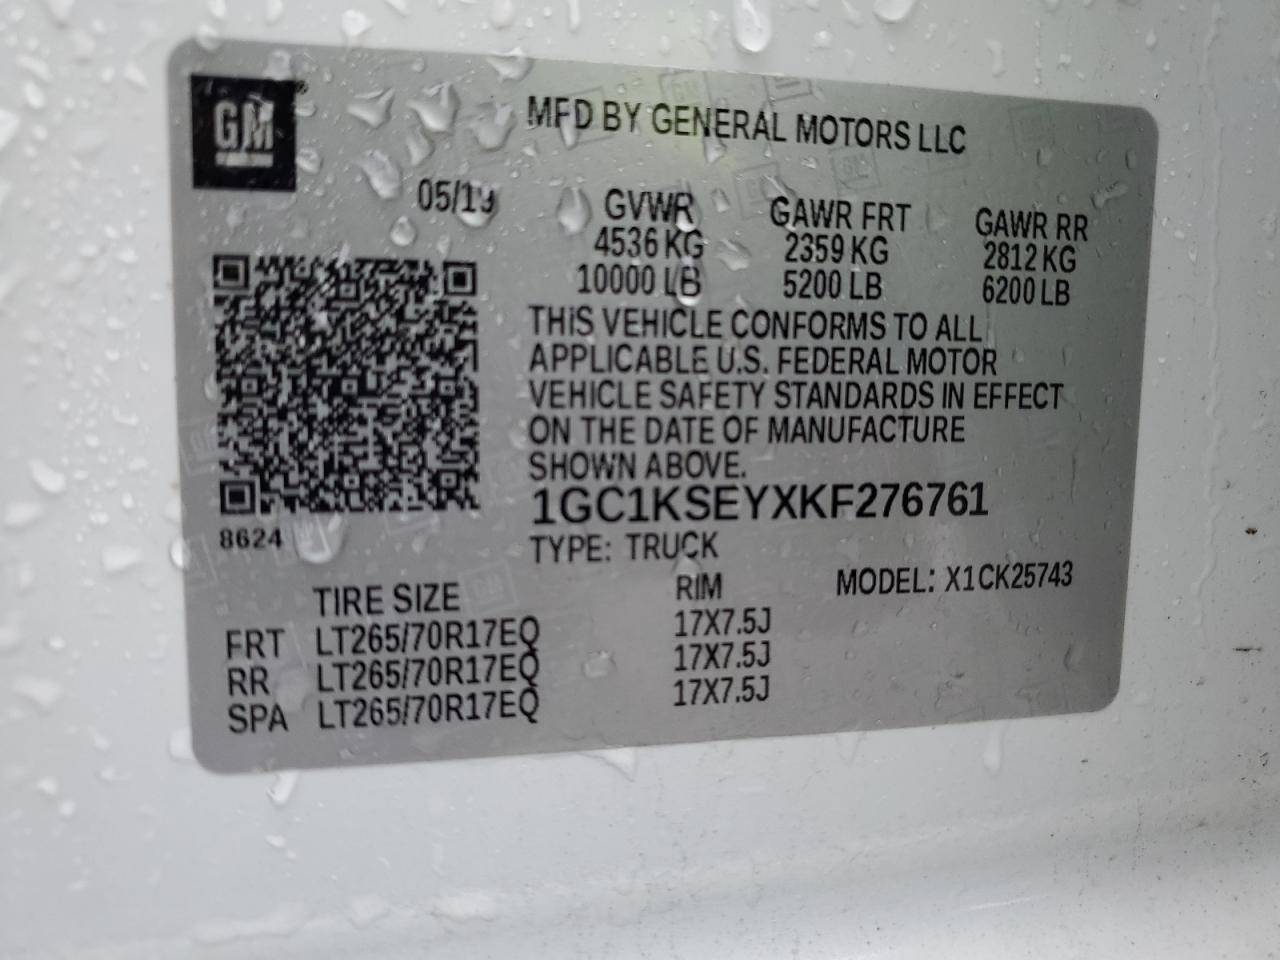 GM
MFD BY GENERAL MOTORS LLC
05/19 GVWR GAWR FRT GAWR RR
4536 KG 2359 KG 2812 KG
10000 LB 5200 LB 6200 LB
THIS VEHICLE CONFORMS TO ALL
APPLICABLE U.S. FEDERAL MOTOR
VEHICLE SAFETY STANDARDS IN EFFECT
ON THE DATE OF MANUFACTURE
SHOWN ABOVE.
1GC1KSEYXKF276761
8624
TYPE: TRUCK
MODEL: X1CK25743
TIRE SIZE RIM
FRT LT265/70R17EQ 17X7.5J
RR LT265/70R17EQ 17X7.5J
SPA LT265/70R17EQ 17X7.5J